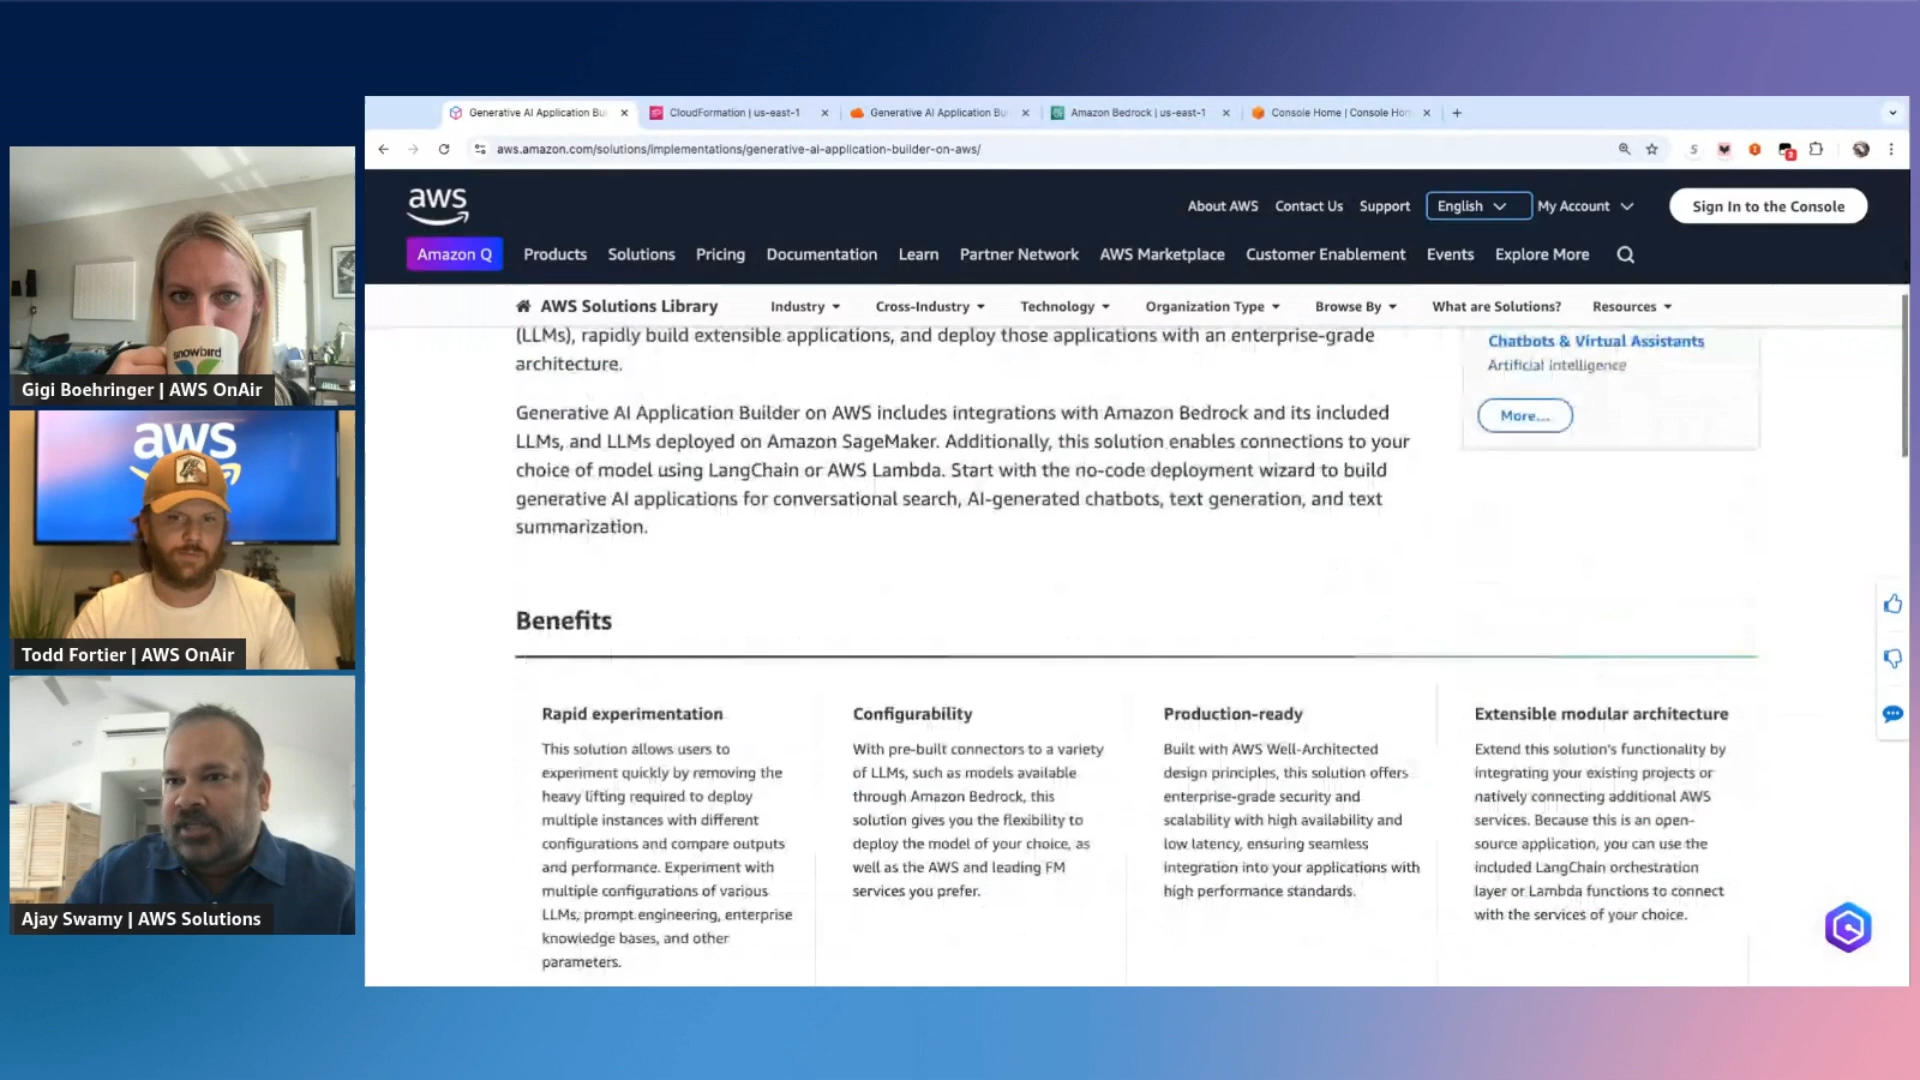 Generative AI Application Bu
CloudFormation | us-east-1
Generative AI Application Bu
Amazon Bedrock | us-east-1
Console Home | Console Hom
aws.amazon.com/solutions/implementations/generative-ai-application-builder-on-aws/
aws
About AWS
Contact Us
Support
English
My Account
Sign In to the Console
Amazon Q
Products
Solutions
Pricing
Documentation
Learn
Partner Network
AWS Marketplace
Customer Enablement
Events
Explore More
AWS Solutions Library
Industry
Cross-Industry
Technology
Organization Type
Browse By
What are Solutions?
Resources
(LLMs), rapidly build extensible applications, and deploy those applications with an enterprise-grade
architecture.
Chatbots & Virtual Assistants
Artificial intelligence
More...
Generative AI Application Builder on AWS includes integrations with Amazon Bedrock and its included
LLMs, and LLMs deployed on Amazon SageMaker. Additionally, this solution enables connections to your
choice of model using LangChain or AWS Lambda. Start with the no-code deployment wizard to build
generative AI applications for conversational search, AI-generated chatbots, text generation, and text
summarization.
Benefits
Rapid experimentation
This solution allows users to
experiment quickly by removing the
heavy lifting required to deploy
multiple instances with different
configurations and compare outputs
and performance. Experiment with
multiple configurations of various
LLMs, prompt engineering, enterprise
knowledge bases, and other
parameters.
Configurability
With pre-built connectors to a variety
of LLMs, such as models available
through Amazon Bedrock, this
solution gives you the flexibility to
deploy the model of your choice, as
well as the AWS and leading FM
services you prefer.
Production-ready
Built with AWS Well-Architected
design principles, this solution offers
enterprise-grade security and
scalability with high availability and
low latency, ensuring seamless
integration into your applications with
high performance standards.
Extensible modular architecture
Extend this solution's functionality by
integrating your existing projects or
natively connecting additional AWS
services. Because this is an open-
source application, you can use the
included LangChain orchestration
layer or Lambda functions to connect
with the services of your choice.
snowbird
Gigi Boehringer | AWS OnAir
aws
Todd Fortier | AWS OnAir
Ajay Swamy | AWS Solutions